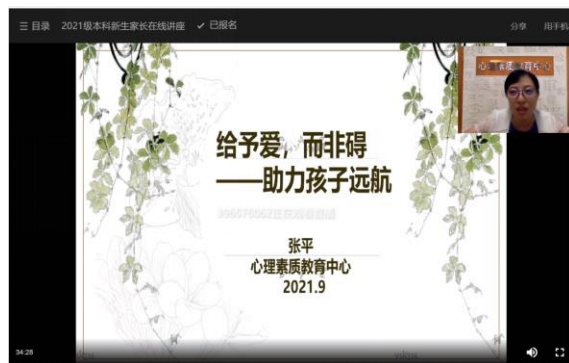 目录 2021级本科新生家长在线讲座 已报名 分享 用手机
给予爱，而非碍
——助力孩子远航
张平
心理素质教育中心
2021.9
34:28